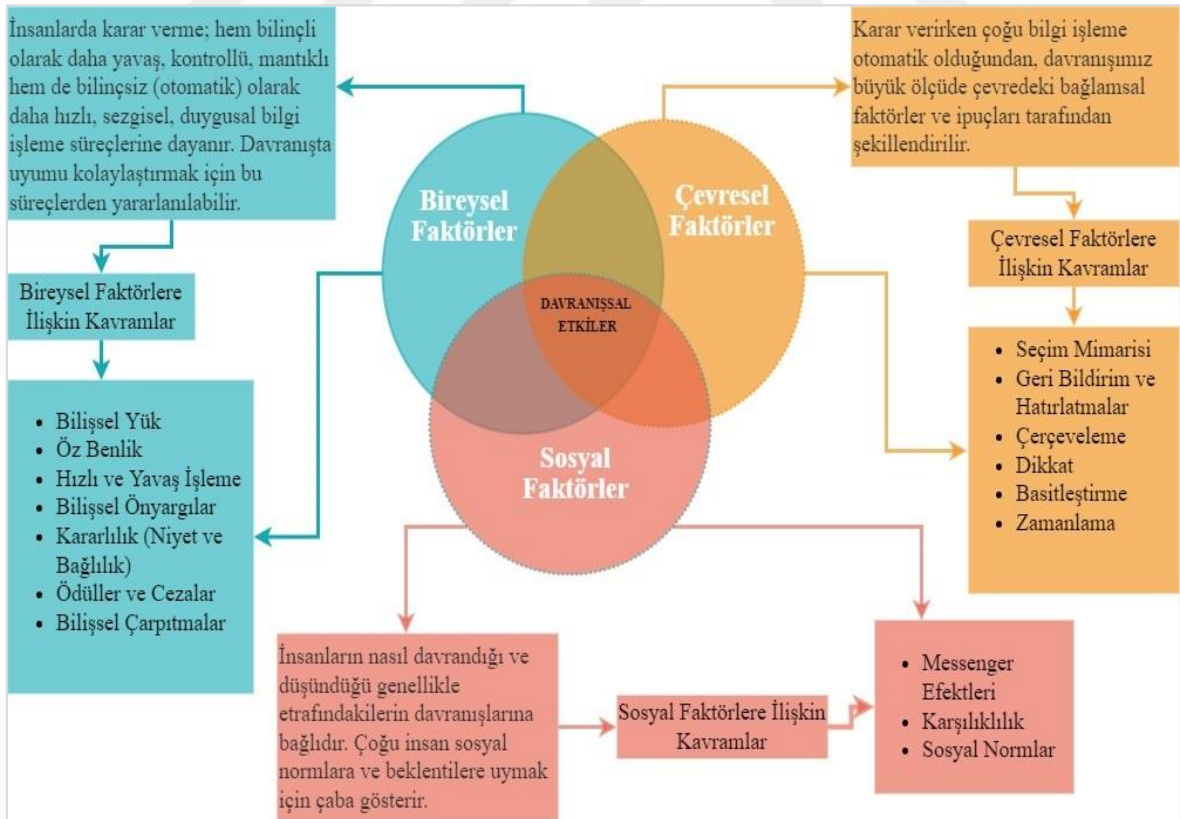 İnsanlarda karar verme; hem bilinçli
olarak daha yavaş, kontrollü, mantıklı
hem de bilinçsiz (otomatik) olarak
daha hızlı, sezgisel, duygusal bilgi
işleme süreçlerine dayanır. Davranışta
uyumu kolaylaştırmak için bu
süreçlerden yararlanılabilir.
Bireysel Faktörlere
İlişkin Kavramlar
• Bilişsel Yük
• Öz Benlik
• Hızlı ve Yavaş İşleme
• Bilişsel Önyargılar
• Kararlılık (Niyet ve
Bağlılık)
• Ödüller ve Cezalar
• Bilişsel Çarpıtmalar
Bireysel
Faktörler
Çevresel
Faktörler
DAVRANIŞSAL
ETKİLER
Sosyal
Faktörler
Karar verirken çoğu bilgi işleme
otomatik olduğundan, davranışımız
büyük ölçüde çevredeki bağlamsal
faktörler ve ipuçları tarafından
şekillendirilir.
Çevresel Faktörlere
İlişkin Kavramlar
• Seçim Mimarisi
• Geri Bildirim ve
Hatırlatmalar
• Çerçeveleme
• Dikkat
• Basitleştirme
• Zamanlama
İnsanların nasıl davrandığı ve
düşündüğü genellikle
etrafındakilerin davranışlarına
bağlıdır. Çoğu insan sosyal
normlara ve beklentilere uymak
için çaba gösterir.
Sosyal Faktörlere İlişkin
Kavramlar
• Messenger
Efektleri
• Karşılıklılık
• Sosyal Normlar